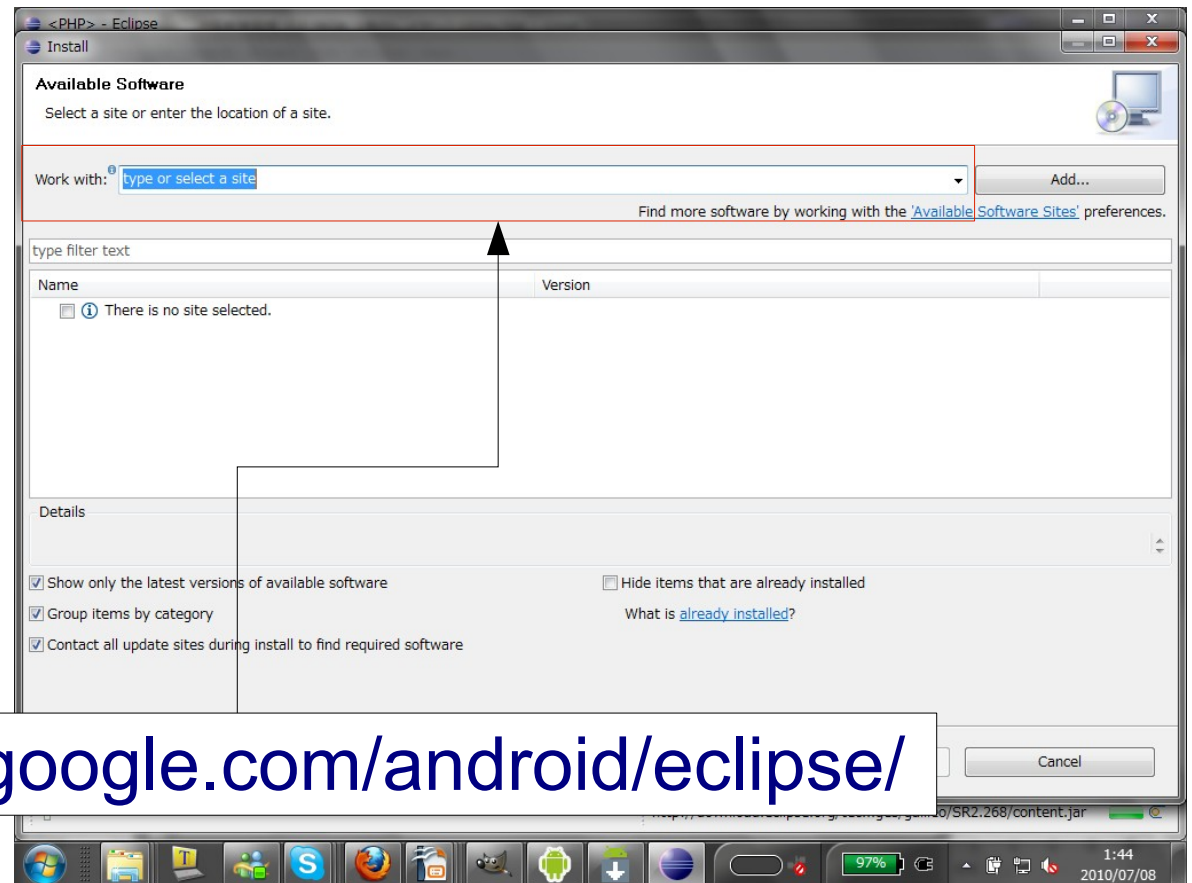 <PHP> - Eclipse
Install
Available Software
Select a site or enter the location of a site.
Work with:
type or select a site
Add...
Find more software by working with the 'Available Software Sites' preferences.
type filter text
Name Version
There is no site selected.
Details
Show only the latest versions of available software
Hide items that are already installed
Group items by category
What is already installed?
Contact all update sites during install to find required software
google.com/android/eclipse/
Cancel
SR2.268/content.jar
97%
1:44
2010/07/08